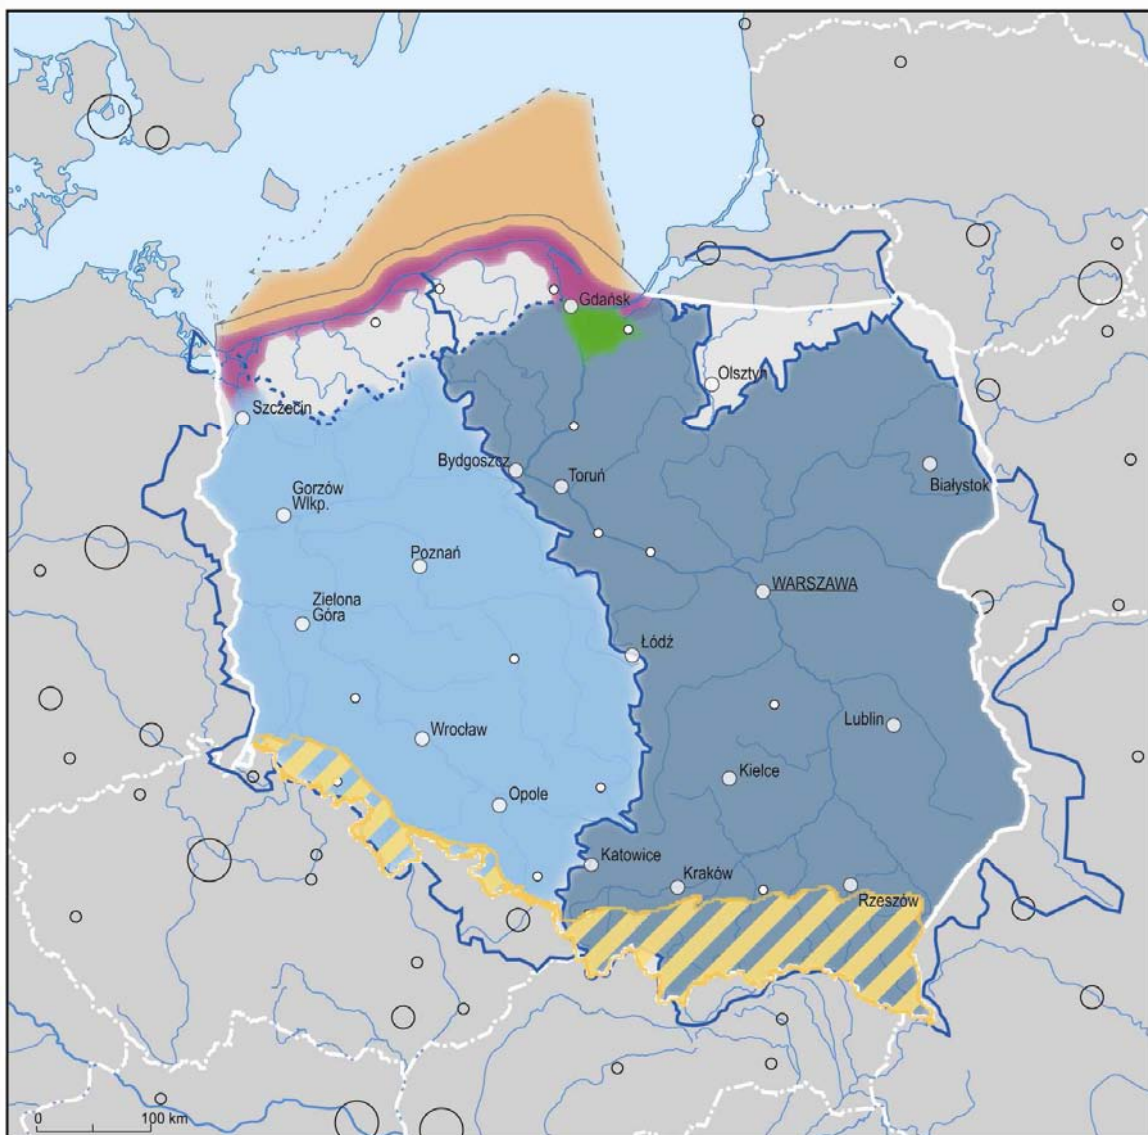 Gdańsk
Olsztyn
Szczecin
Bydgoszcz
Toruń
Białystok
Gorzów
Wlkp.
Poznań
WARSZAWA
Zielona
Góra
Łódź
Wrocław
Lublin
Kielce
Opole
Katowice
Kraków
Rzeszów
0 100 km